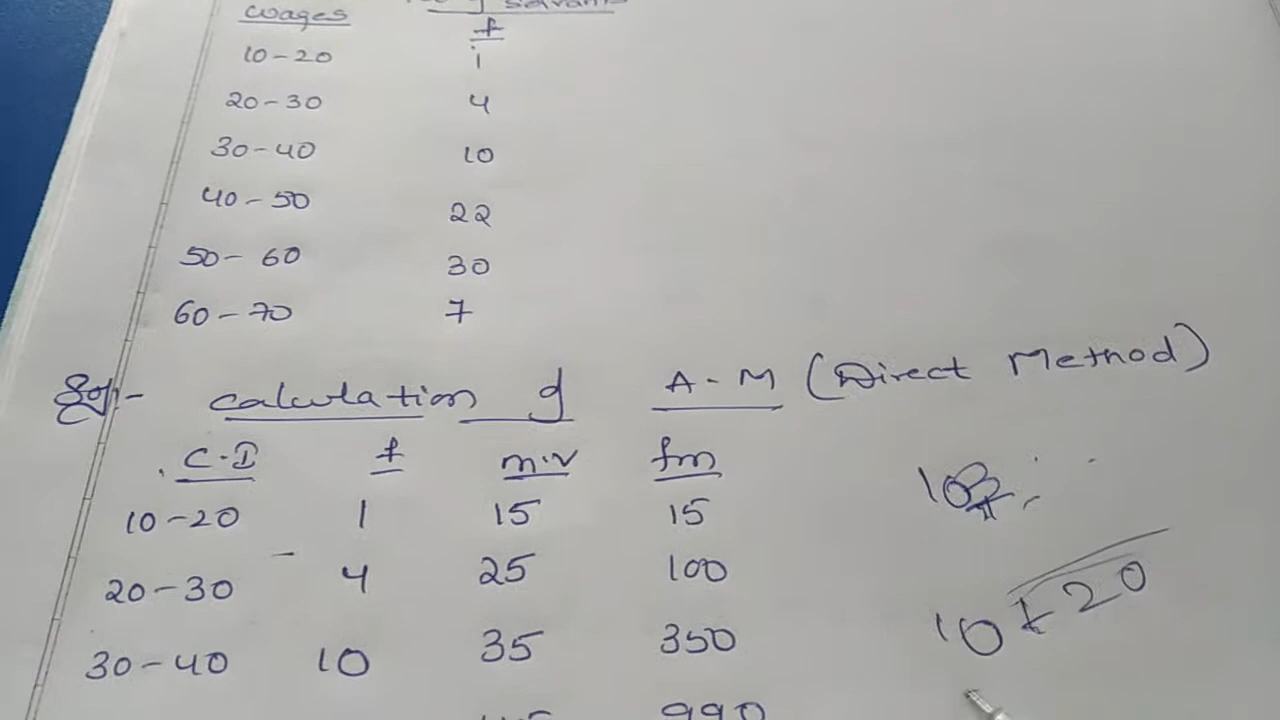 wages
f
10-20 1
20-30 4
30-40 10
40-50 22
50-60 30
60-70 7
Sol:- calculation of A-M (Direct Method)
C.I f m.v fm
10-20 1 15 15
20-30 4 25 100
30-40 10 35 350
10+20
990